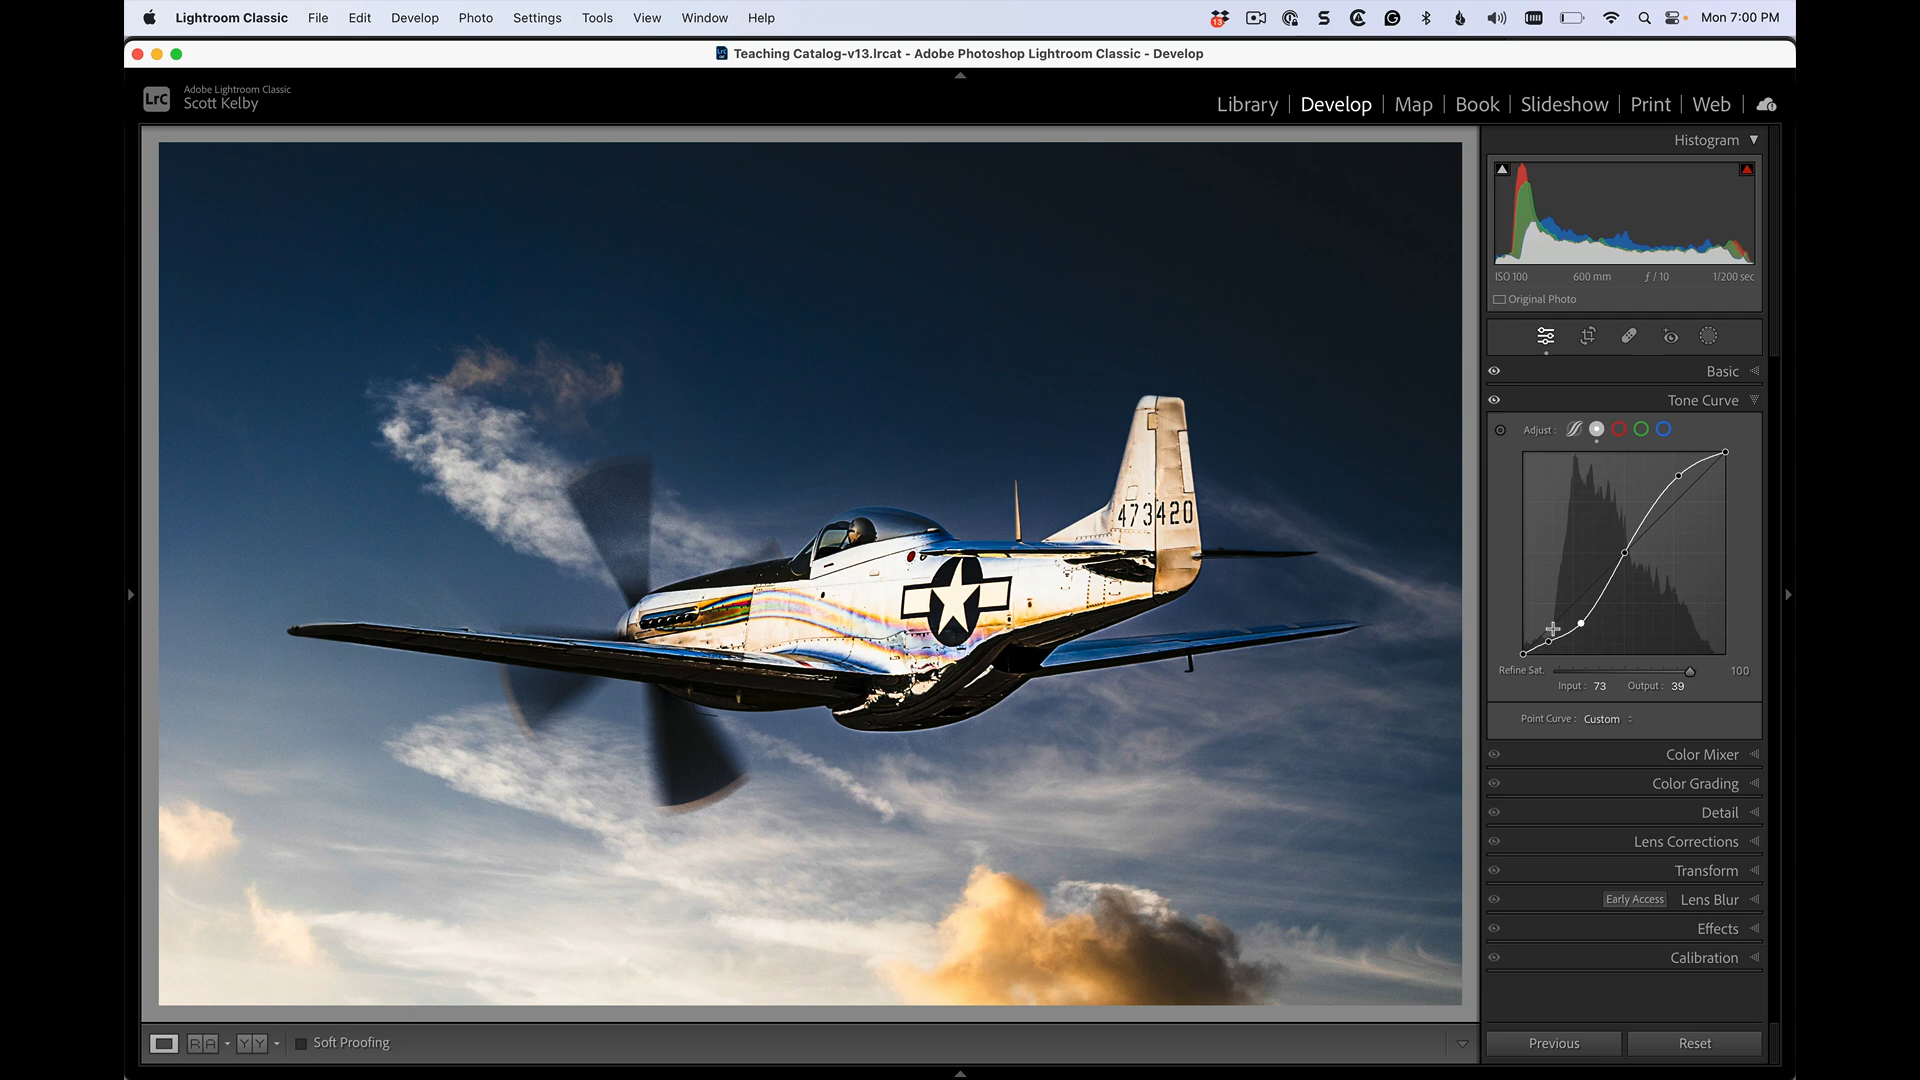 Lightroom Classic File Edit Develop Photo Settings Tools View Window Help Mon 7:00 PM
13
Teaching Catalog-v13.lrcat - Adobe Photoshop Lightroom Classic - Develop
LrC
Adobe Lightroom Classic
Scott Kelby
Library | Develop | Map | Book | Slideshow | Print | Web
Histogram
ISO 100 600 mm ƒ / 10 1/200 sec
Original Photo
Basic
Tone Curve
Adjust :
473420
Refine Sat. 100
Input : 73 Output : 39
Point Curve : Custom
Color Mixer
Color Grading
Detail
Lens Corrections
Transform
Early Access Lens Blur
Effects
Calibration
R A Y Y Soft Proofing
Previous Reset